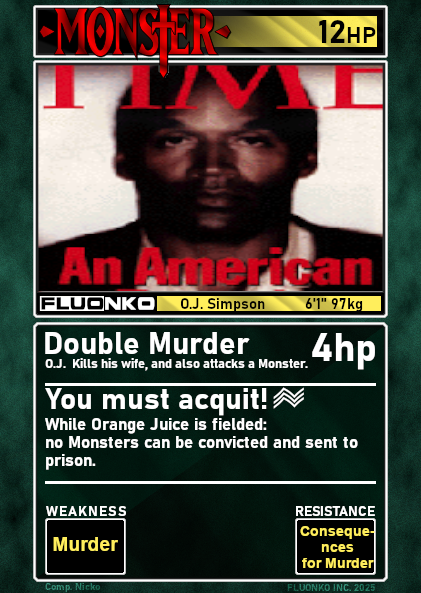 MONSTER
12HP
TIME
An American
FLUONKO O.J. Simpson 6'1" 97kg
Double Murder 4hp
O.J. Kills his wife, and also attacks a Monster.
You must acquit!
While Orange Juice is fielded:
no Monsters can be convicted and sent to
prison.
WEAKNESS
Murder
RESISTANCE
Conseque-
nces
for Murder
Comp. Nicko
FLUONKO INC. 2025